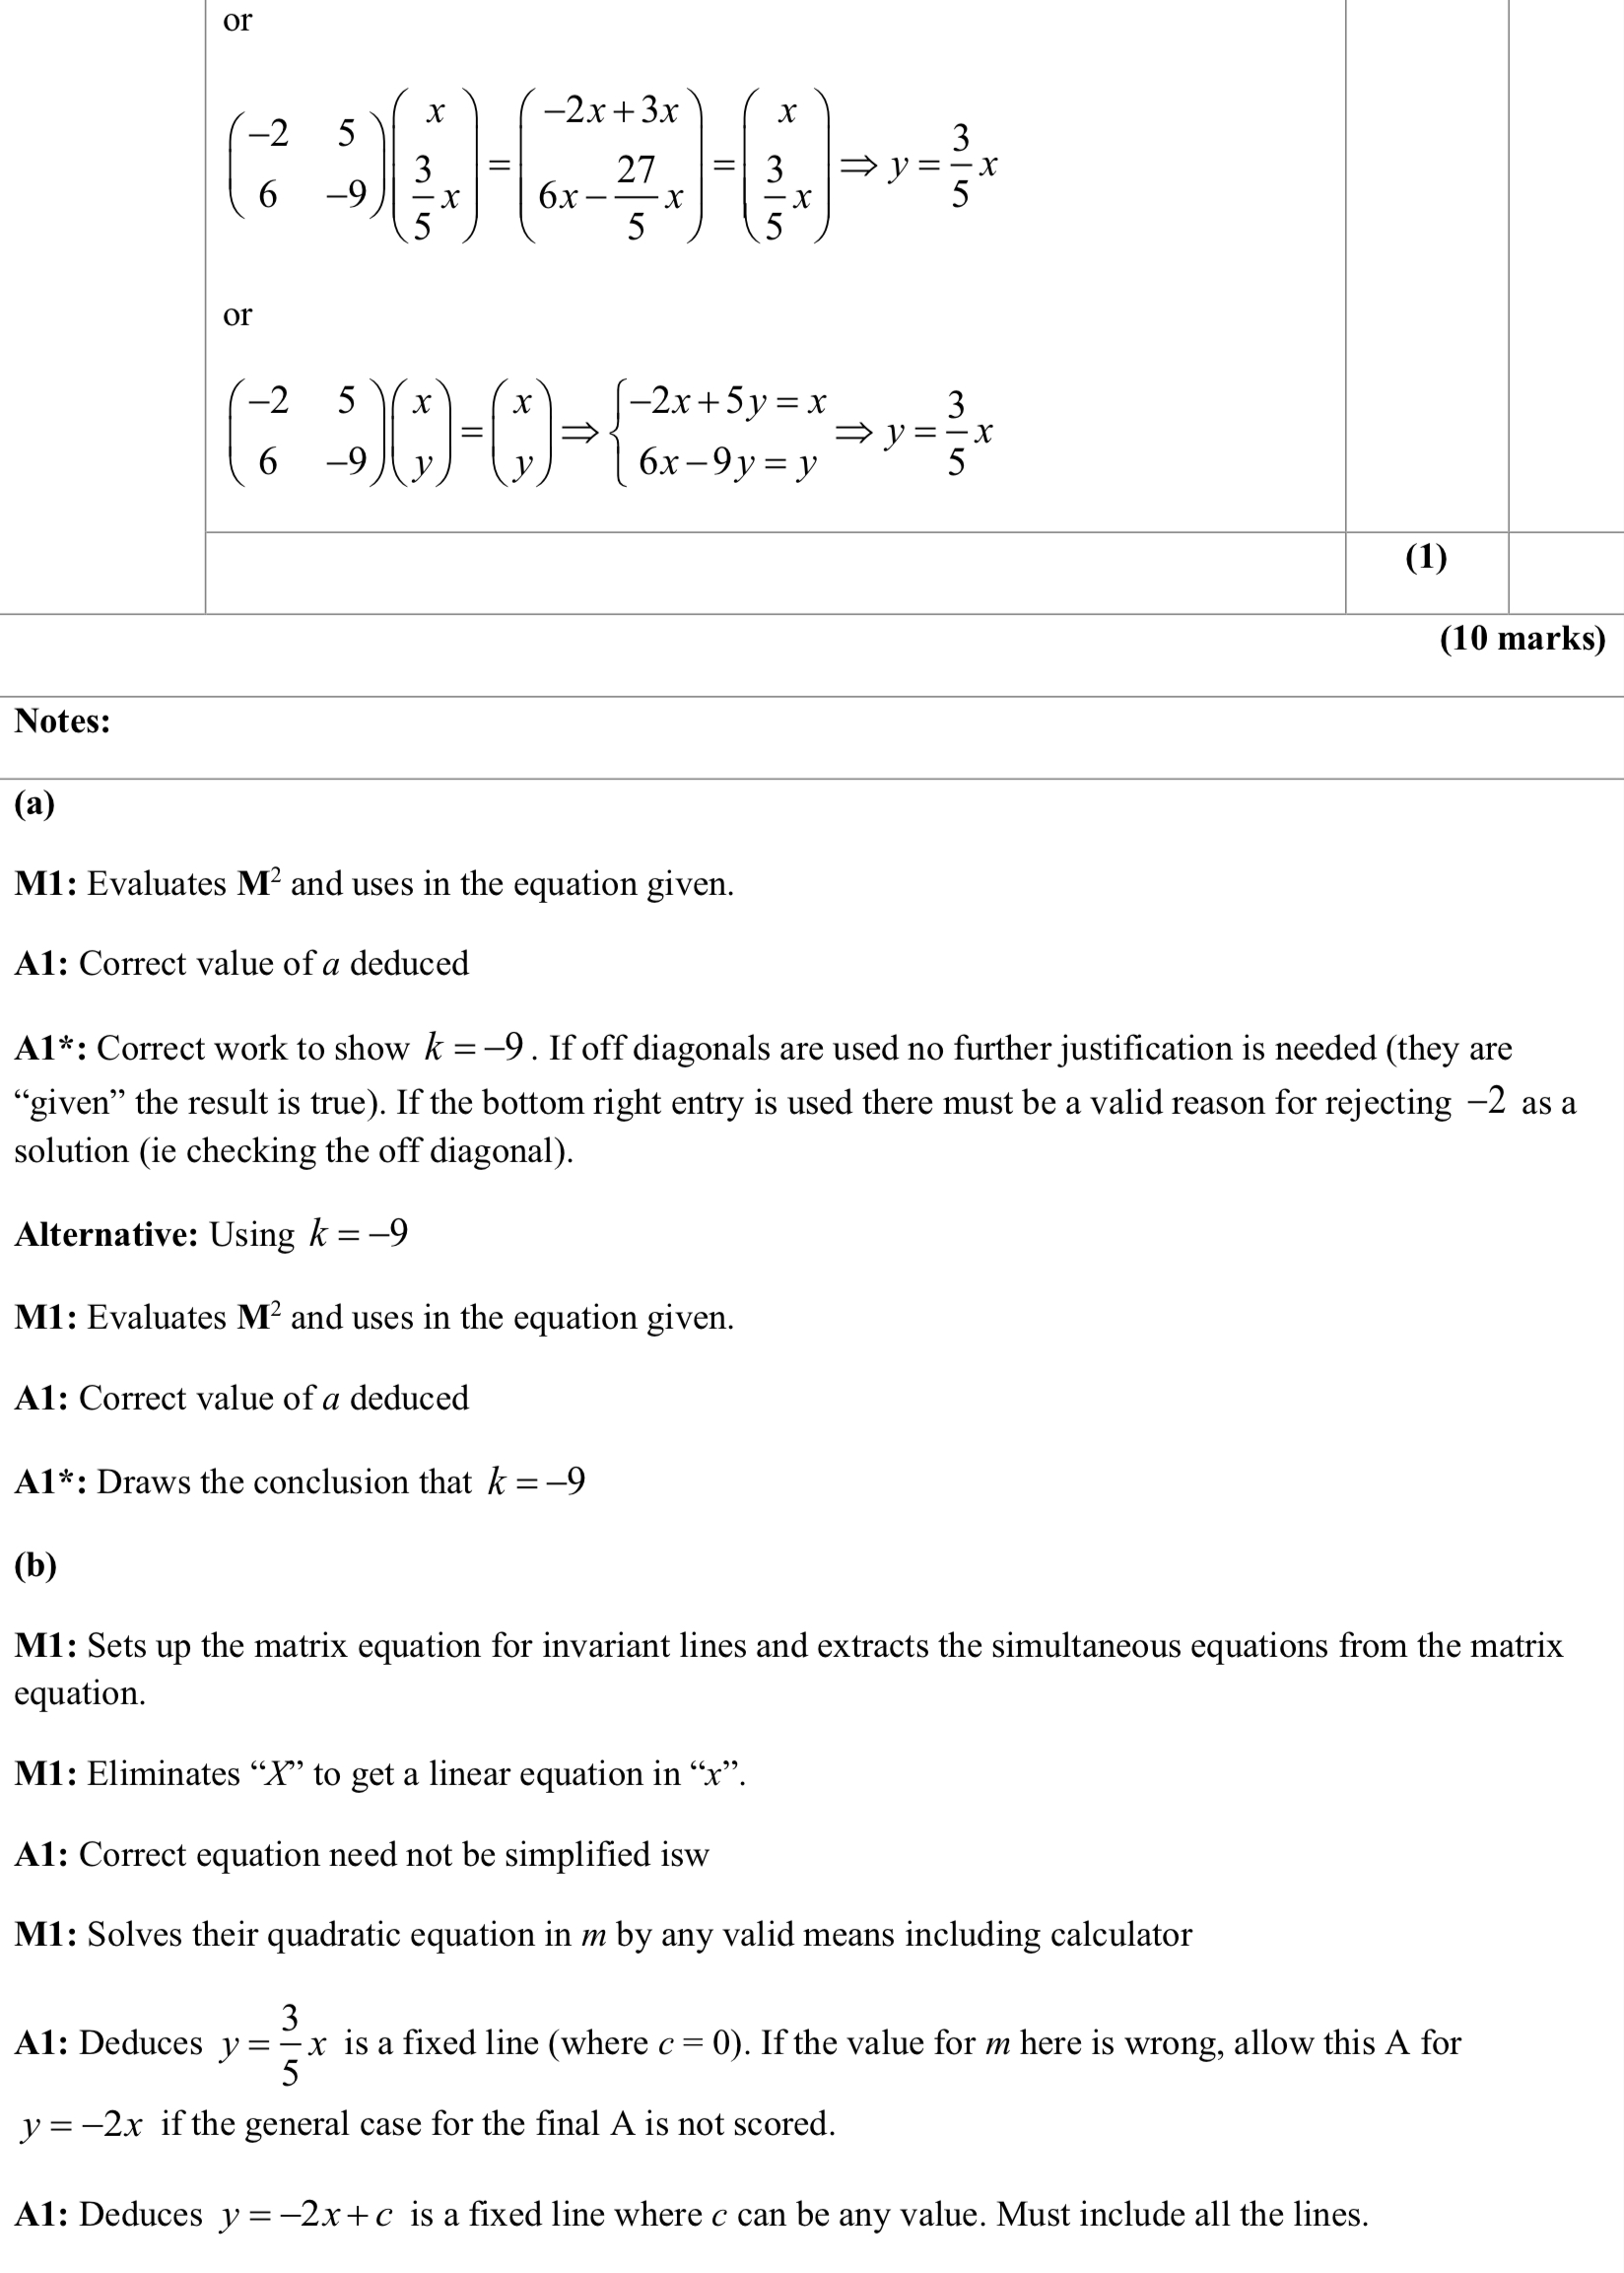 or
$\begin{pmatrix} -2 & 5 \\ 6 & -9 \end{pmatrix}\begin{pmatrix} x \\ \frac{3}{5}x \end{pmatrix} = \begin{pmatrix} -2x+3x \\ 6x-\frac{27}{5}x \end{pmatrix} = \begin{pmatrix} x \\ \frac{3}{5}x \end{pmatrix} \Rightarrow y = \frac{3}{5}x$
or
$\begin{pmatrix} -2 & 5 \\ 6 & -9 \end{pmatrix}\begin{pmatrix} x \\ y \end{pmatrix} = \begin{pmatrix} x \\ y \end{pmatrix} \Rightarrow \begin{cases} -2x+5y=x \\ 6x-9y=y \end{cases} \Rightarrow y = \frac{3}{5}x$
(1)
(10 marks)
Notes:
(a)
M1: Evaluates M² and uses in the equation given.
A1: Correct value of a deduced
A1*: Correct work to show k = −9. If off diagonals are used no further justification is needed (they are
“given” the result is true). If the bottom right entry is used there must be a valid reason for rejecting −2 as a
solution (ie checking the off diagonal).
Alternative: Using k = −9
M1: Evaluates M² and uses in the equation given.
A1: Correct value of a deduced
A1*: Draws the conclusion that k = −9
(b)
M1: Sets up the matrix equation for invariant lines and extracts the simultaneous equations from the matrix
equation.
M1: Eliminates “X” to get a linear equation in “x”.
A1: Correct equation need not be simplified isw
M1: Solves their quadratic equation in m by any valid means including calculator
A1: Deduces $y = \frac{3}{5}x$ is a fixed line (where c = 0). If the value for m here is wrong, allow this A for
y = −2x if the general case for the final A is not scored.
A1: Deduces y = −2x + c is a fixed line where c can be any value. Must include all the lines.